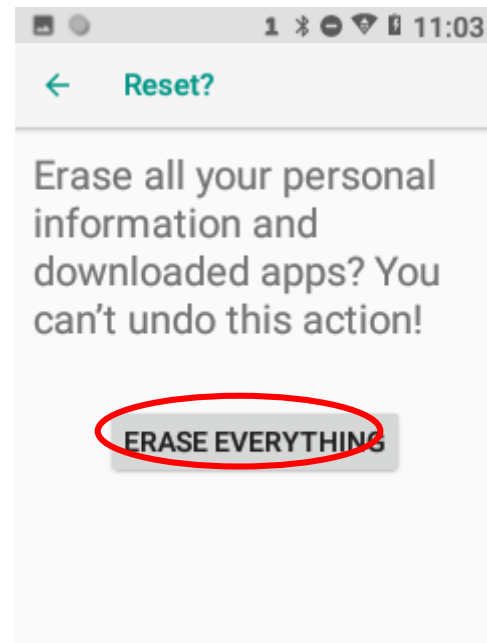 1 11:03
Reset?
Erase all your personal
information and
downloaded apps? You
can't undo this action!
ERASE EVERYTHING